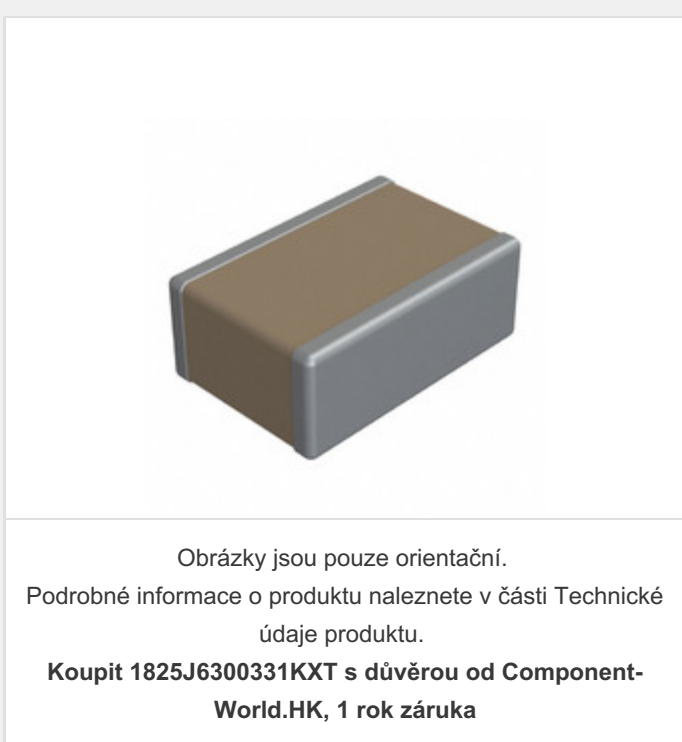 Obrázky jsou pouze orientační.
Podrobné informace o produktu naleznete v části Technické
údaje produktu.
Koupit 1825J6300331KXT s důvěrou od Component-
World.HK, 1 rok záruka